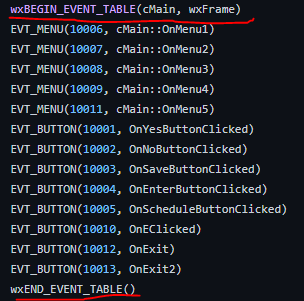 wxBEGIN_EVENT_TABLE(cMain, wxFrame)
EVT_MENU(10006, cMain::OnMenu1)
EVT_MENU(10007, cMain::OnMenu2)
EVT_MENU(10008, cMain::OnMenu3)
EVT_MENU(10009, cMain::OnMenu4)
EVT_MENU(10011, cMain::OnMenu5)
EVT_BUTTON(10001, OnYesButtonClicked)
EVT_BUTTON(10002, OnNoButtonClicked)
EVT_BUTTON(10003, OnSaveButtonClicked)
EVT_BUTTON(10004, OnEnterButtonClicked)
EVT_BUTTON(10005, OnScheduleButtonClicked)
EVT_BUTTON(10010, OnEClicked)
EVT_BUTTON(10012, OnExit)
EVT_BUTTON(10013, OnExit2)
wxEND_EVENT_TABLE()